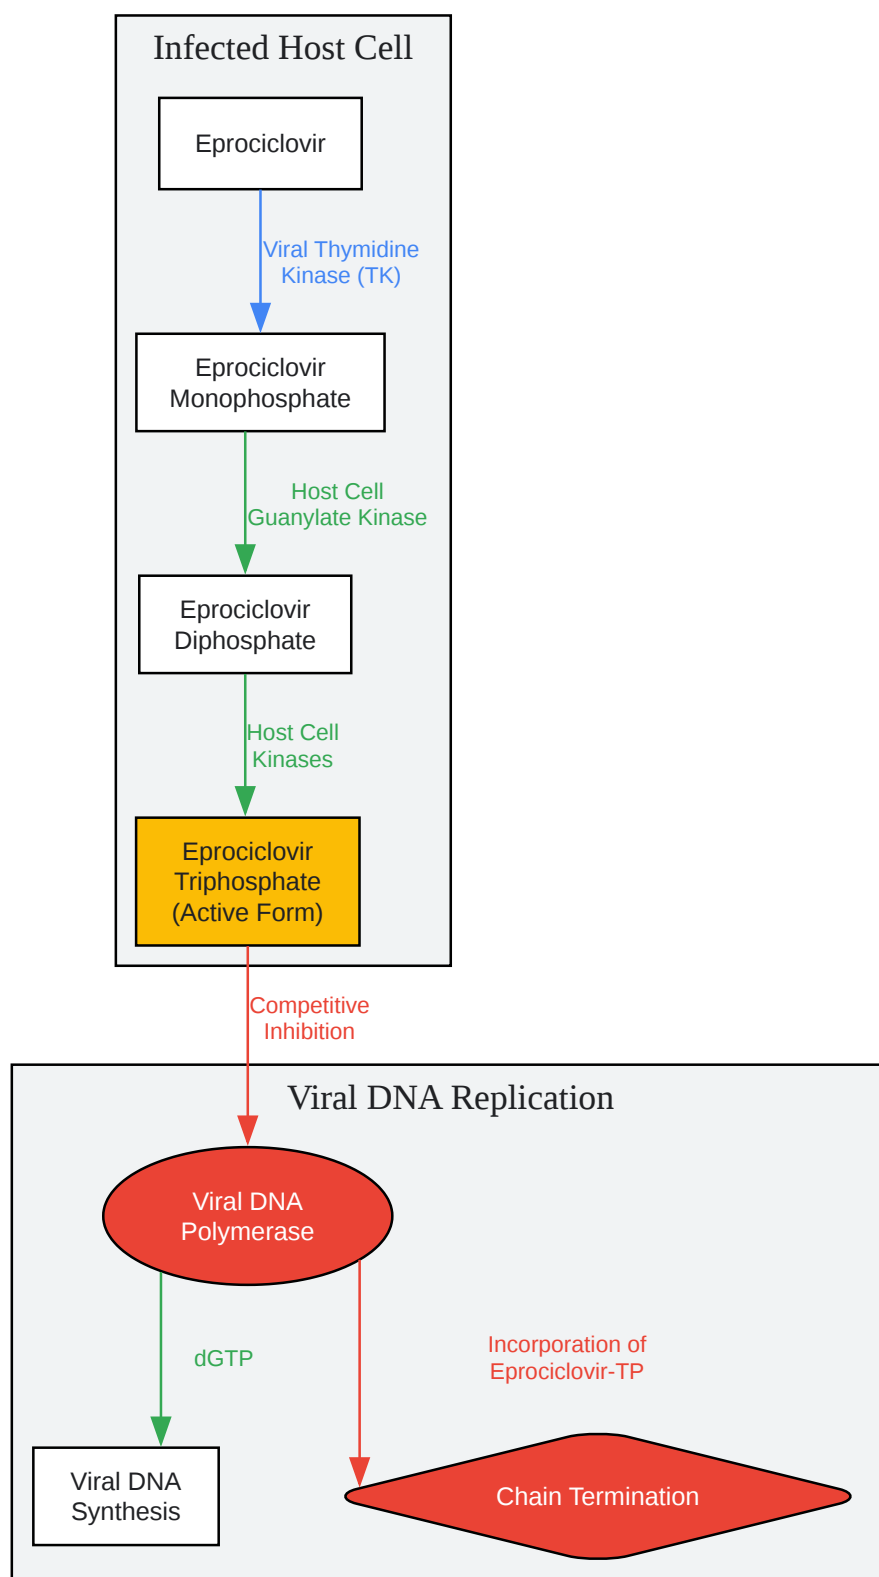 Infected Host Cell
Eprociclovir
Viral Thymidine
Kinase (TK)
Eprociclovir
Monophosphate
Host Cell
Guanylate Kinase
Eprociclovir
Diphosphate
Host Cell
Kinases
Eprociclovir
Triphosphate
(Active Form)
Competitive
Inhibition
Viral DNA Replication
Viral DNA
Polymerase
dGTP
Incorporation of
Eprociclovir-TP
Viral DNA
Synthesis
Chain Termination